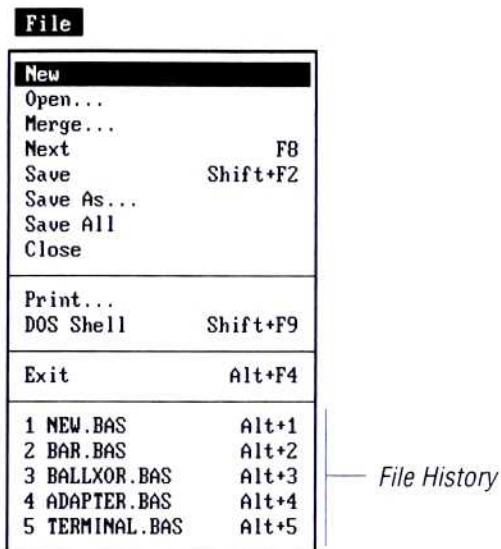 File
New
Open...
Merge...
Next F8
Save Shift+F2
Save As...
Save All
Close
Print...
DOS Shell Shift+F9
Exit Alt+F4
1 NEW.BAS Alt+1
2 BAR.BAS Alt+2
3 BALLXOR.BAS Alt+3
4 ADAPTER.BAS Alt+4
5 TERMINAL.BAS Alt+5
File History